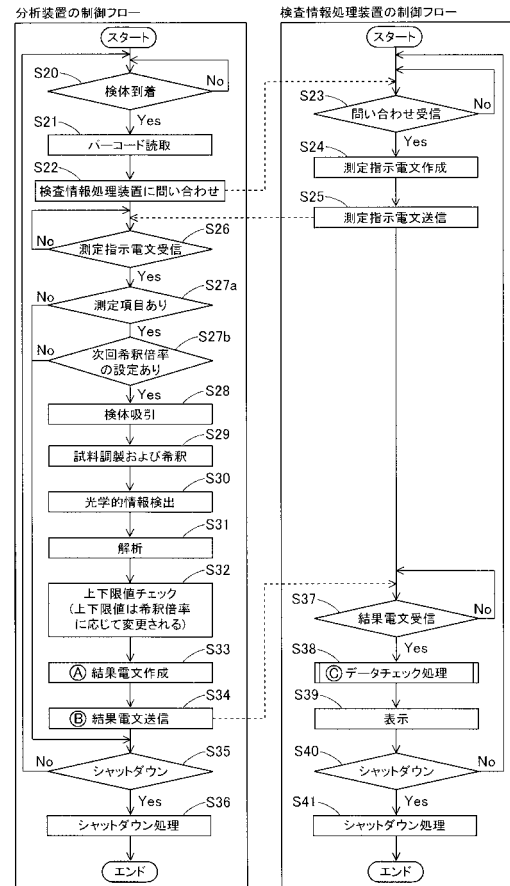 分析装置の制御フロー
スタート
S20
検体到着
No
Yes
S21
バーコード読取
S22
検査情報処理装置に問い合わせ
S26
測定指示電文受信
No
Yes
S27a
測定項目あり
No
Yes
S27b
次回希釈倍率
の設定あり
No
Yes
S28
検体吸引
S29
試料調製および希釈
S30
光学的情報検出
S31
解析
S32
上下限値チェック
(上下限値は希釈倍率
に応じて変更される)
S33
Ⓐ 結果電文作成
S34
Ⓑ 結果電文送信
S35
シャットダウン
No
Yes
S36
シャットダウン処理
エンド
検査情報処理装置の制御フロー
スタート
S23
問い合わせ受信
No
Yes
S24
測定指示電文作成
S25
測定指示電文送信
S37
結果電文受信
No
Yes
S38
Ⓒ データチェック処理
S39
表示
S40
シャットダウン
No
Yes
S41
シャットダウン処理
エンド